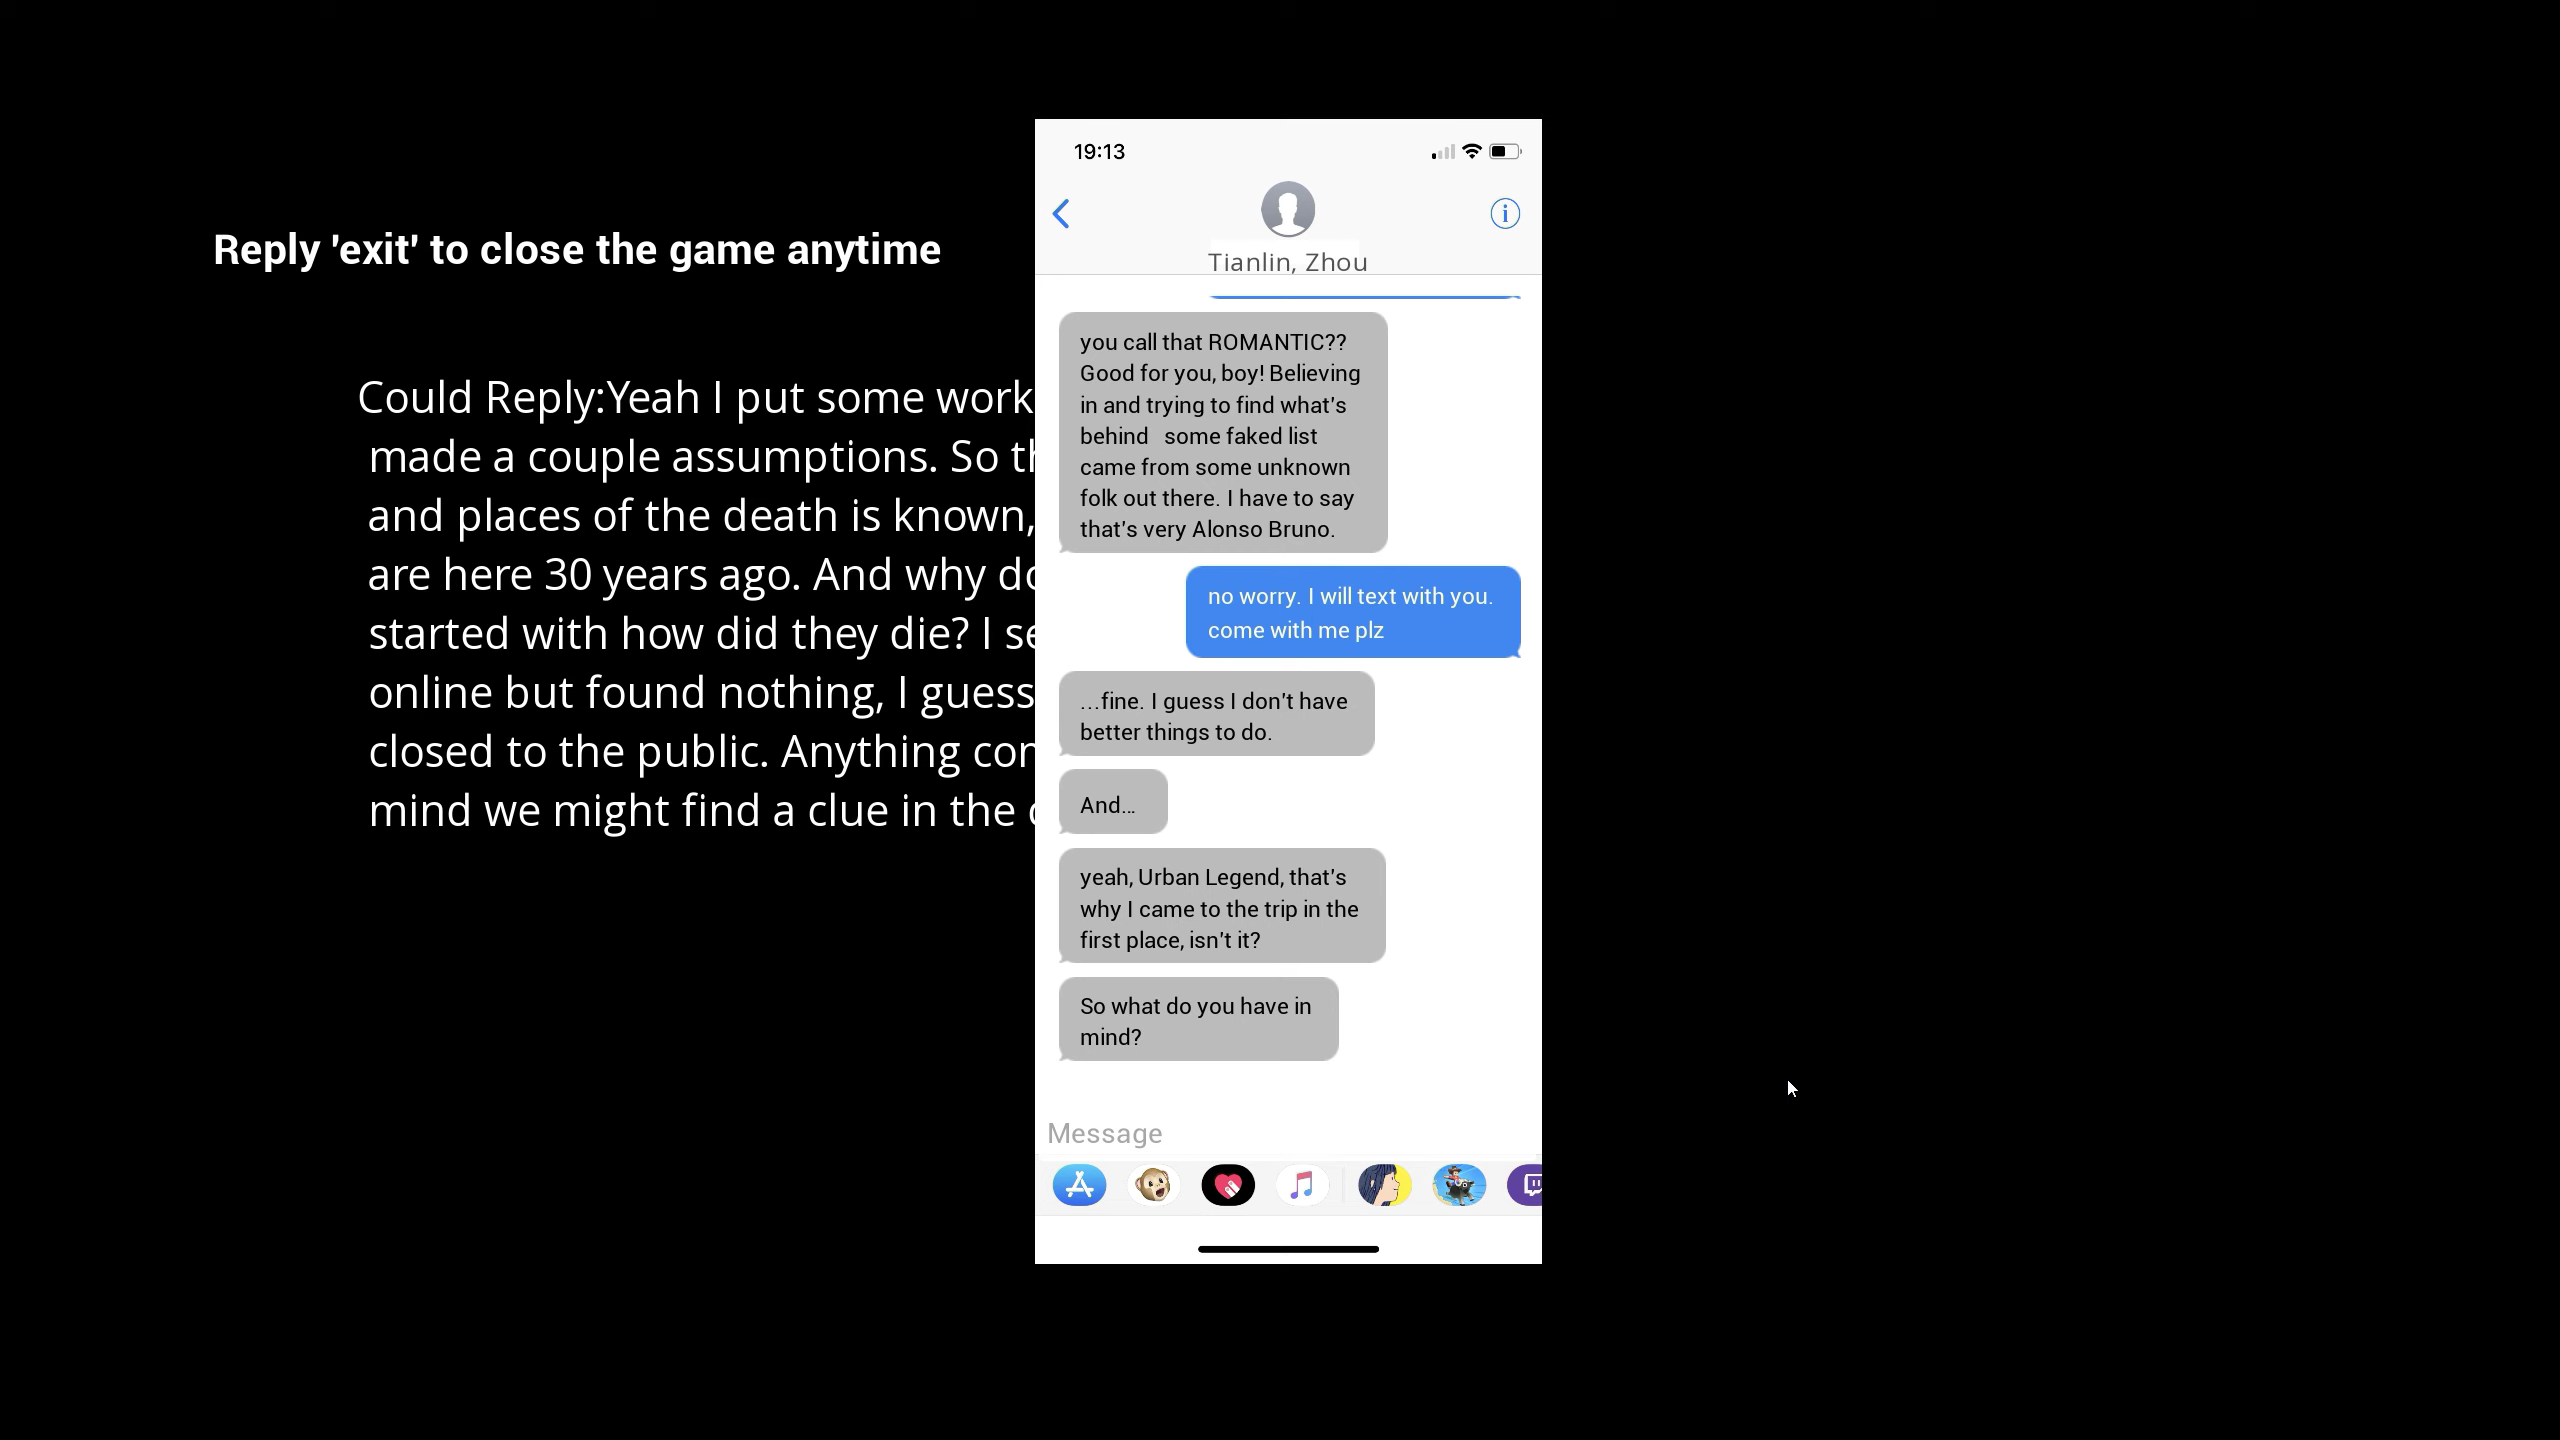 Reply 'exit' to close the game anytime
Could Reply:Yeah I put some work
made a couple assumptions. So
and places of the death is known,
are here 30 years ago. And why
started with how did they die? I
online but found nothing, I guess
closed to the public. Anything
mind we might find a clue in the
19:13
Tianlin, Zhou
you call that ROMANTIC??
Good for you, boy! Believing
in and trying to find what's
behind some faked list
came from some unknown
folk out there. I have to say
that's very Alonso Bruno.
no worry. I will text with you.
come with me plz
...fine. I guess I don't have
better things to do.
And...
yeah, Urban Legend, that's
why I came to the trip in the
first place, isn't it?
So what do you have in
mind?
Message